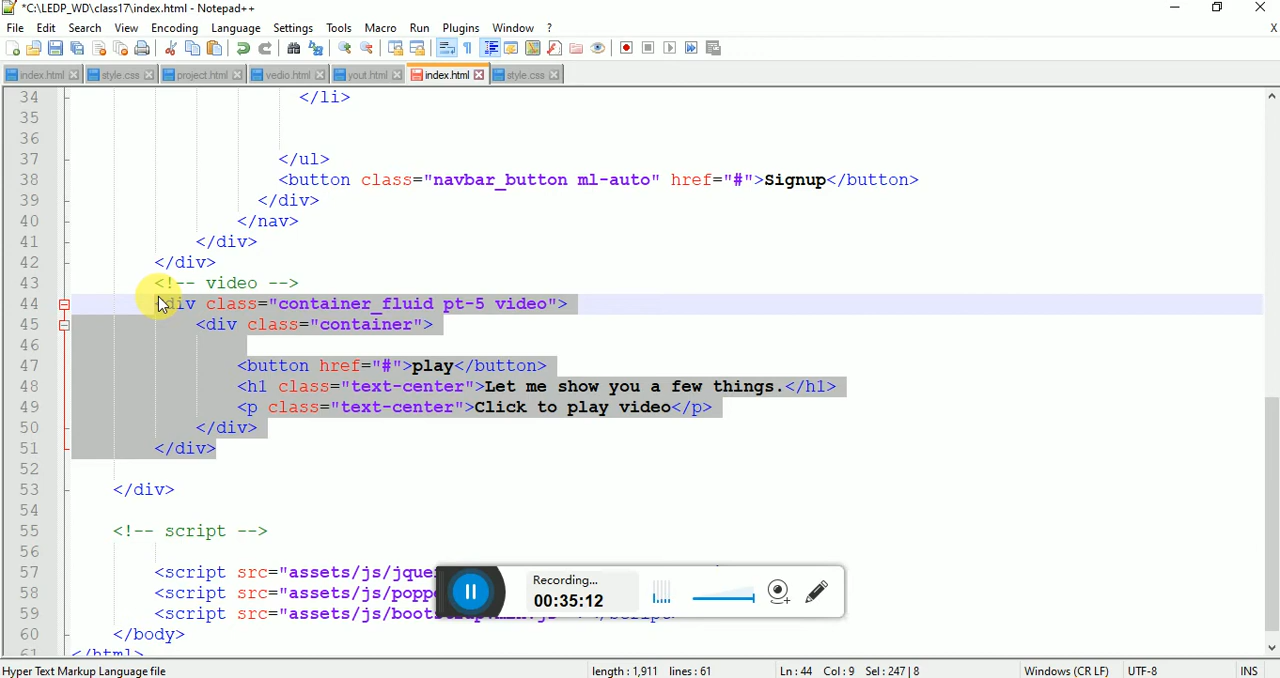 *C:\LEDP_WD\class17\index.html - Notepad++
File Edit Search View Encoding Language Settings Tools Macro Run Plugins Window ? X
index.html style.css project.html vedio.html yout.html index.html style.css
34 </li>
35
36
37 </ul>
38 <button class="navbar_button ml-auto" href="#">Signup</button>
39 </div>
40 </nav>
41 </div>
42 </div>
43 <!-- video -->
44 <div class="container_fluid pt-5 video">
45 <div class="container">
46
47 <button href="#">play</button>
48 <h1 class="text-center">Let me show you a few things.</h1>
49 <p class="text-center">Click to play video</p>
50 </div>
51 </div>
52
53 </div>
54
55 <!-- script -->
56
57 <script src="assets/js/jque
58 <script src="assets/js/popp
59 <script src="assets/js/boo
60 </body>
61 </html>
Recording...
00:35:12
Hyper Text Markup Language file length : 1,911 lines : 61 Ln : 44 Col : 9 Sel : 247 | 8 Windows (CR LF) UTF-8 INS